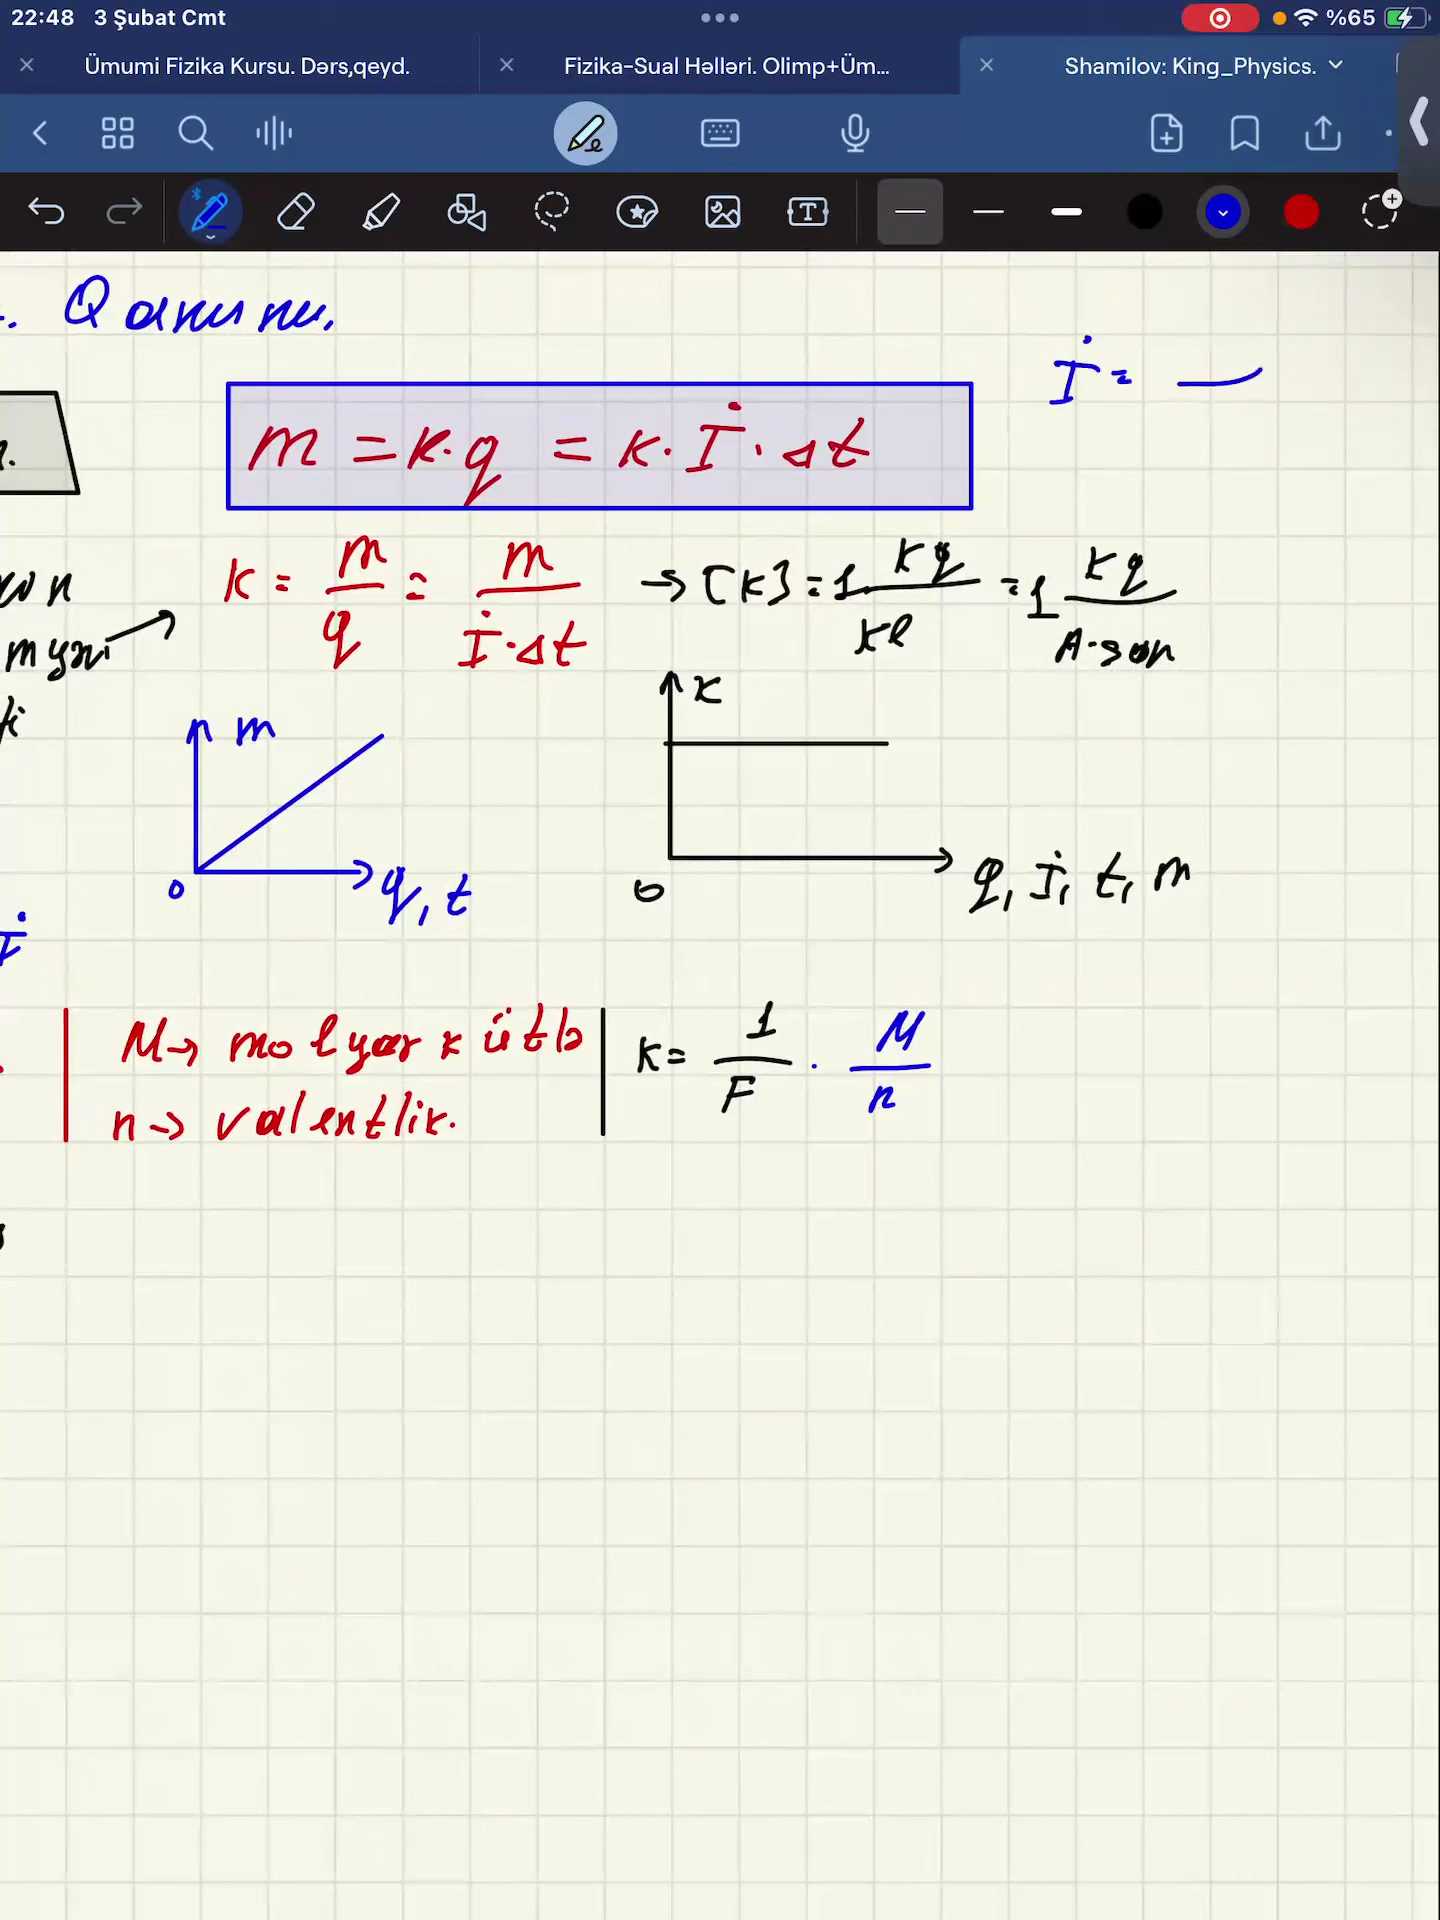 22:48 3 Şubat Cmt %65
Ümumi Fizika Kursu. Dərs,qeyd. Fizika-Sual Həlləri. Olimp+Üm... Shamilov: King_Physics.
. Qanunu.
I = —
m = k·q = k·I·Δt
k = m/q = m/(I·Δt) → [k] = 1 kq/kl = 1 kq/(A·san)
m
0 q, t
K
0 q, I, t, m
I
M→ molyar kütlə
n→ valentlik.
k = 1/F · M/n